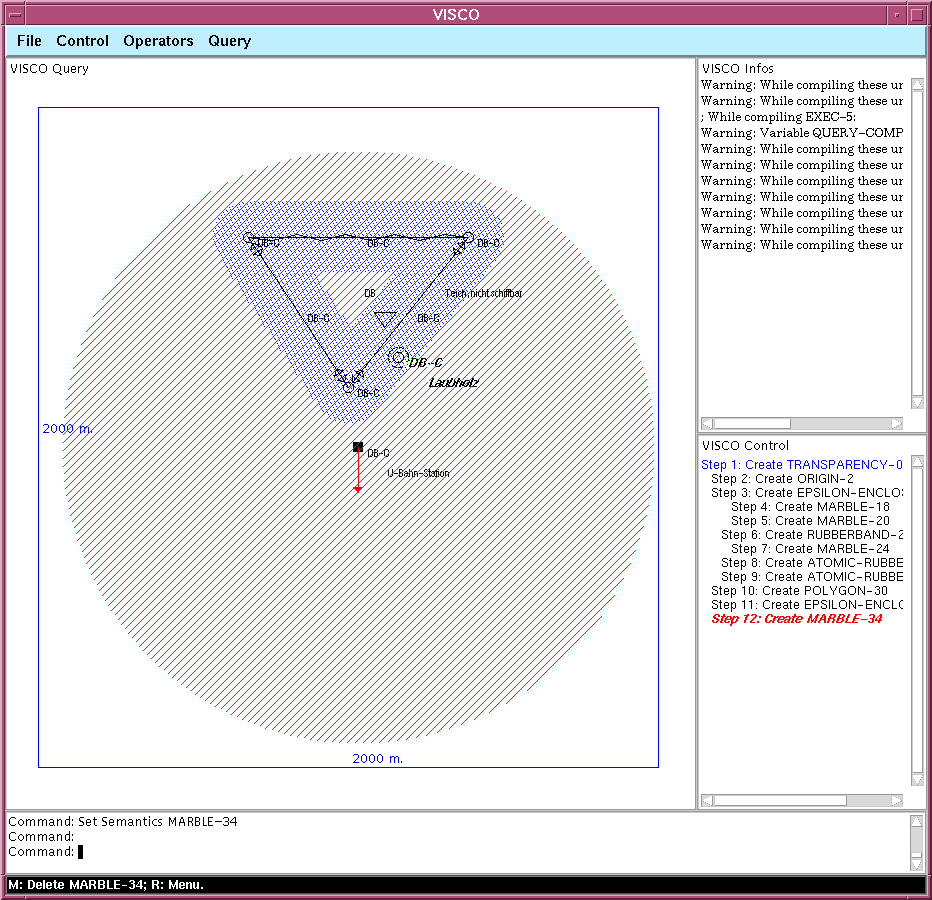 VISCO
File Control Operators Query
VISCO Query
DB-C DB-C DB-C
DB
Teich, nicht schiffbar
DB-C DB-C
DB-C
Laubholz
DB-C
2000 m.
DB-C
U-Bahn-Station
2000 m.
VISCO Infos
Warning: While compiling these ur
Warning: While compiling these ur
; While compiling EXEC-5:
Warning: Variable QUERY-COMP
Warning: While compiling these ur
Warning: While compiling these ur
Warning: While compiling these ur
Warning: While compiling these ur
Warning: While compiling these ur
Warning: While compiling these ur
Warning: While compiling these ur
VISCO Control
Step 1: Create TRANSPARENCY-0
Step 2: Create ORIGIN-2
Step 3: Create EPSILON-ENCLO
Step 4: Create MARBLE-18
Step 5: Create MARBLE-20
Step 6: Create RUBBERBAND-2
Step 7: Create MARBLE-24
Step 8: Create ATOMIC-RUBBE
Step 9: Create ATOMIC-RUBBE
Step 10: Create POLYGON-30
Step 11: Create EPSILON-ENCLO
Step 12: Create MARBLE-34
Command: Set Semantics MARBLE-34
Command:
Command:
M: Delete MARBLE-34; R: Menu.